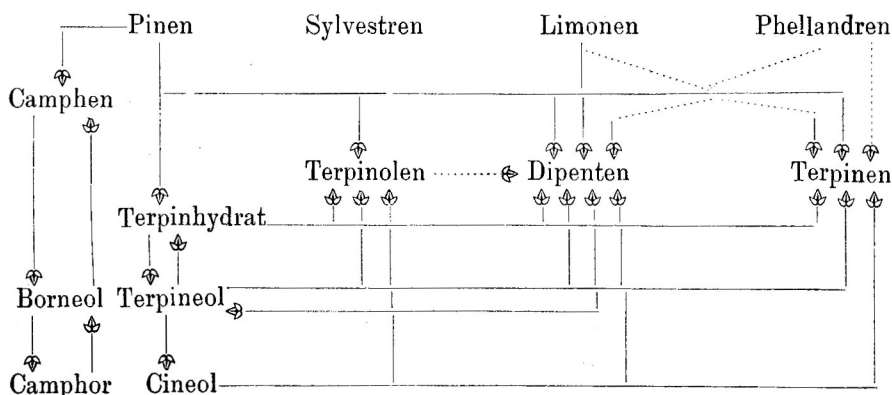 Pinen Sylvestren Limonen Phellandren
Camphen
Terpinolen Dipenten Terpinen
Terpinhydrat
Borneol Terpineol
Camphor Cineol